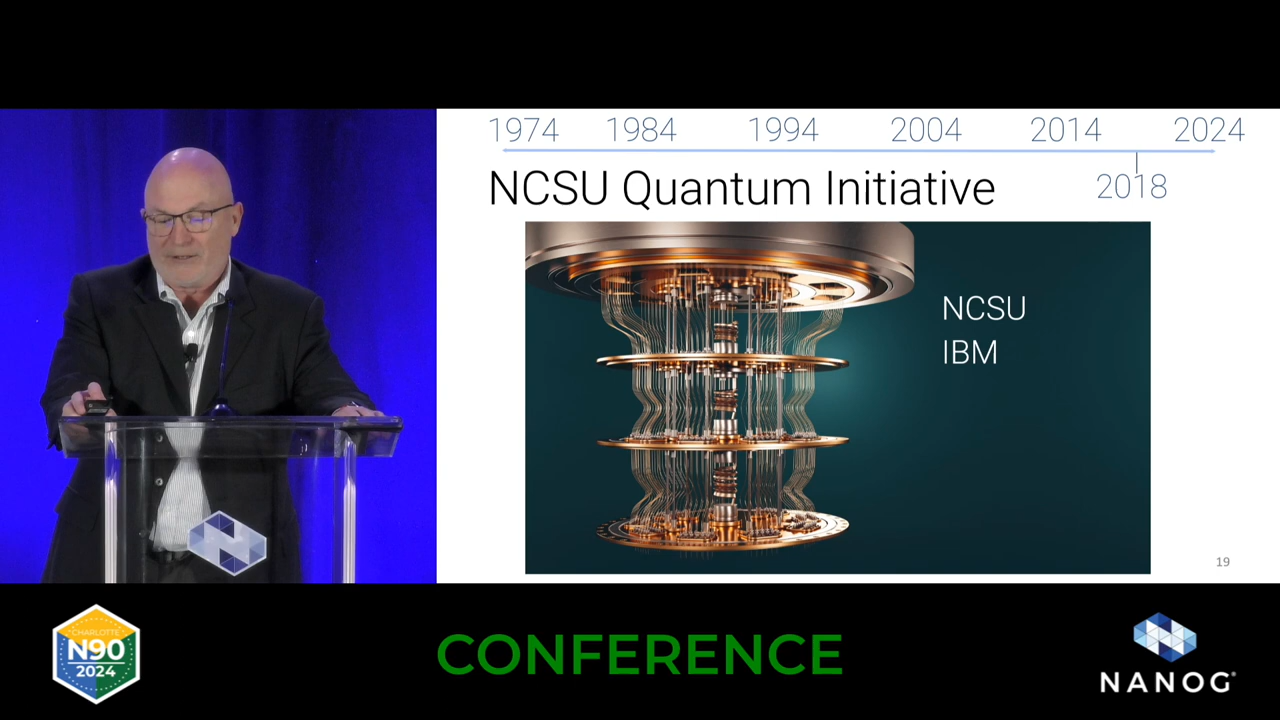 1974 1984 1994 2004 2014 2024
2018
NCSU Quantum Initiative
NCSU
IBM
19
CHARLOTTE
N90
2024
CONFERENCE
NANOG